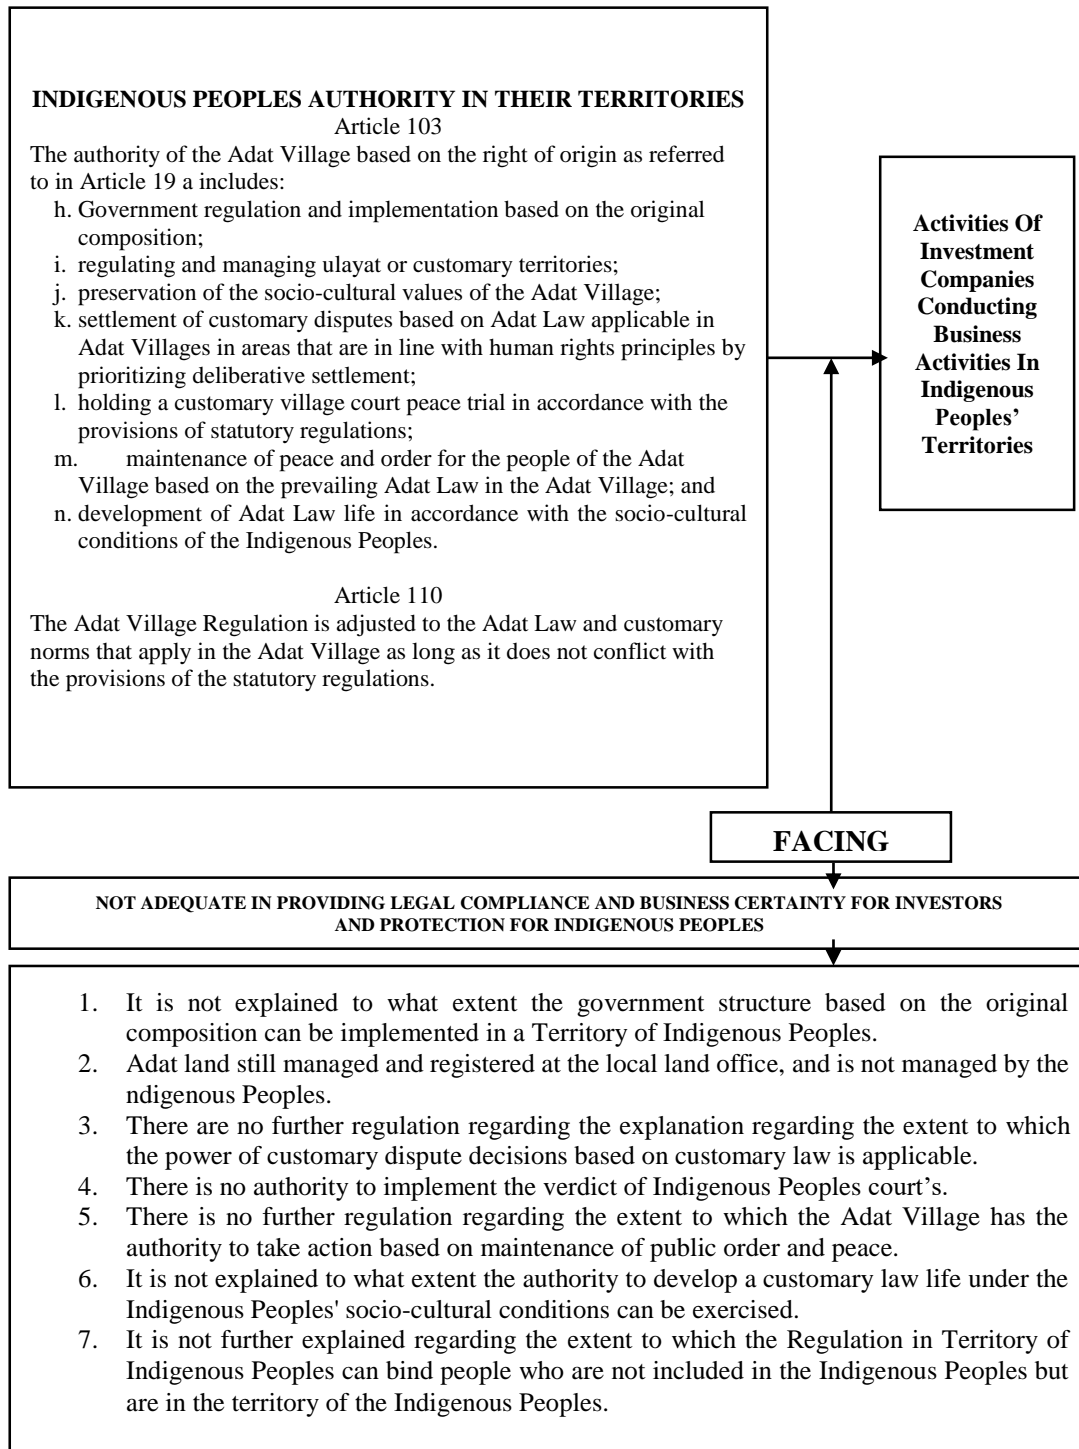 INDIGENOUS PEOPLES AUTHORITY IN THEIR TERRITORIES
Article 103
The authority of the Adat Village based on the right of origin as referred
to in Article 19 a includes:
h. Government regulation and implementation based on the original
composition;
i. regulating and managing ulayat or customary territories;
j. preservation of the socio-cultural values of the Adat Village;
k. settlement of customary disputes based on Adat Law applicable in
Adat Villages in areas that are in line with human rights principles by
prioritizing deliberative settlement;
l. holding a customary village court peace trial in accordance with the
provisions of statutory regulations;
m. maintenance of peace and order for the people of the Adat
Village based on the prevailing Adat Law in the Adat Village; and
n. development of Adat Law life in accordance with the socio-cultural
conditions of the Indigenous Peoples.
Article 110
The Adat Village Regulation is adjusted to the Adat Law and customary
norms that apply in the Adat Village as long as it does not conflict with
the provisions of the statutory regulations.
Activities Of
Investment
Companies
Conducting
Business
Activities In
Indigenous
Peoples’
Territories
FACING
NOT ADEQUATE IN PROVIDING LEGAL COMPLIANCE AND BUSINESS CERTAINTY FOR INVESTORS
AND PROTECTION FOR INDIGENOUS PEOPLES
1. It is not explained to what extent the government structure based on the original
composition can be implemented in a Territory of Indigenous Peoples.
2. Adat land still managed and registered at the local land office, and is not managed by the
ndigenous Peoples.
3. There are no further regulation regarding the explanation regarding the extent to which
the power of customary dispute decisions based on customary law is applicable.
4. There is no authority to implement the verdict of Indigenous Peoples court’s.
5. There is no further regulation regarding the extent to which the Adat Village has the
authority to take action based on maintenance of public order and peace.
6. It is not explained to what extent the authority to develop a customary law life under the
Indigenous Peoples' socio-cultural conditions can be exercised.
7. It is not further explained regarding the extent to which the Regulation in Territory of
Indigenous Peoples can bind people who are not included in the Indigenous Peoples but
are in the territory of the Indigenous Peoples.